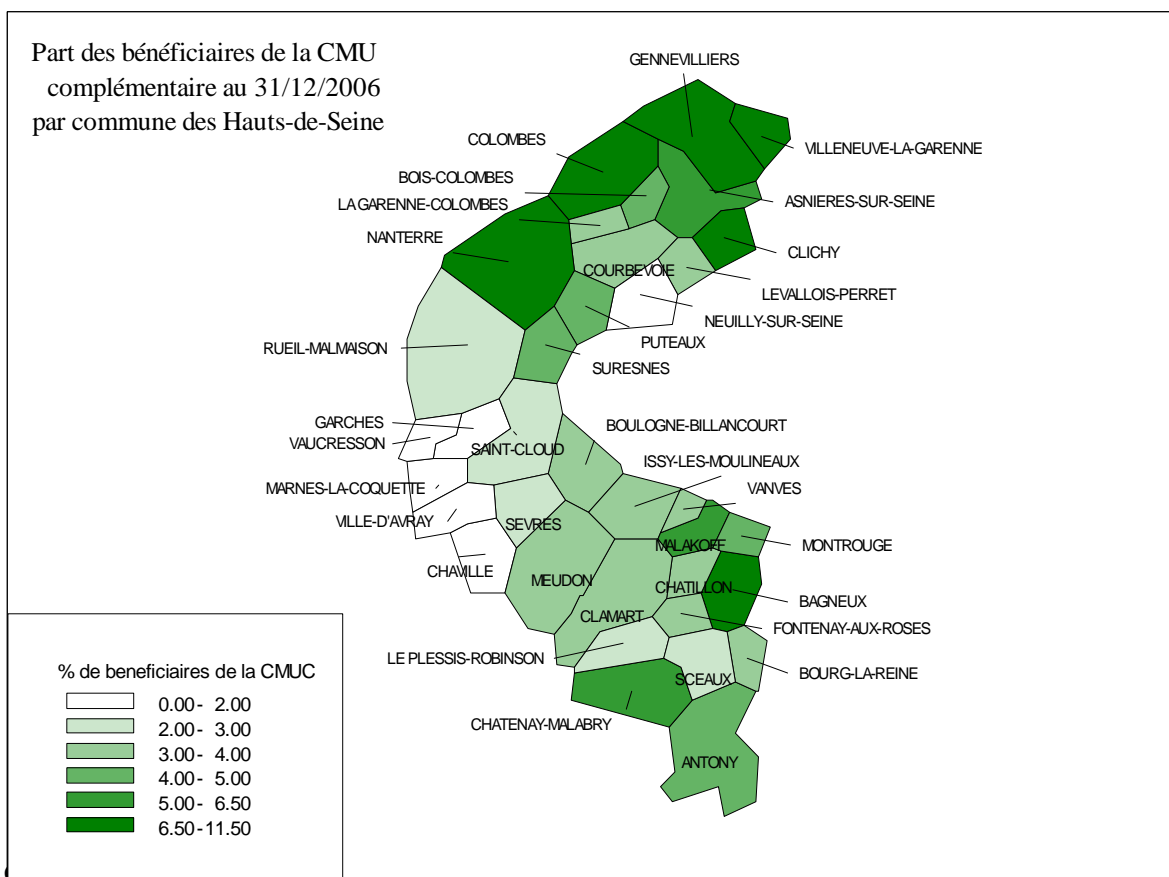 Part des bénéficiaires de la CMU
complémentaire au 31/12/2006
par commune des Hauts-de-Seine
GENNEVILLIERS
COLOMBES
VILLENEUVE-LA-GARENNE
BOIS-COLOMBES
LA GARENNE-COLOMBES
ASNIERES-SUR-SEINE
NANTERRE
CLICHY
COURBEVOIE
LEVALLOIS-PERRET
NEUILLY-SUR-SEINE
PUTEAUX
RUEIL-MALMAISON
SURESNES
GARCHES
BOULOGNE-BILLANCOURT
VAUCRESSON
SAINT-CLOUD
ISSY-LES-MOULINEAUX
MARNES-LA-COQUETTE
VANVES
VILLE-D'AVRAY
SEVRES
MALAKOFF
MONTROUGE
CHAVILLE
MEUDON
CHATILLON
BAGNEUX
CLAMART
FONTENAY-AUX-ROSES
LE PLESSIS-ROBINSON
BOURG-LA-REINE
SCEAUX
CHATENAY-MALABRY
ANTONY
% de beneficiaires de la CMUC
0.00 - 2.00
2.00 - 3.00
3.00 - 4.00
4.00 - 5.00
5.00 - 6.50
6.50 - 11.50